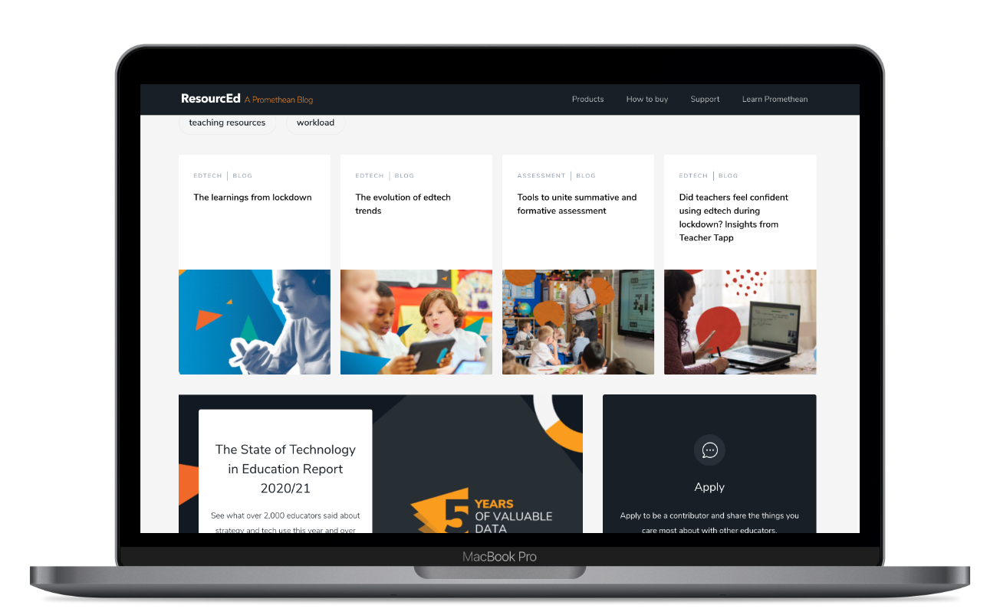 ResourcEd A Promethean Blog
Products How to buy Support Learn Promethean
teaching resources workload
EDTECH | BLOG
The learnings from lockdown
EDTECH | BLOG
The evolution of edtech
trends
ASSESSMENT | BLOG
Tools to unite summative and
formative assessment
EDTECH | BLOG
Did teachers feel confident
using edtech during
lockdown? Insights from
Teacher Tapp
The State of Technology
in Education Report
2020/21
See what over 2,000 educators said about
strategy and tech use this year and over
5 YEARS
OF VALUABLE
DATA
Apply
Apply to be a contributor and share the things you
care most about with other educators.
MacBook Pro